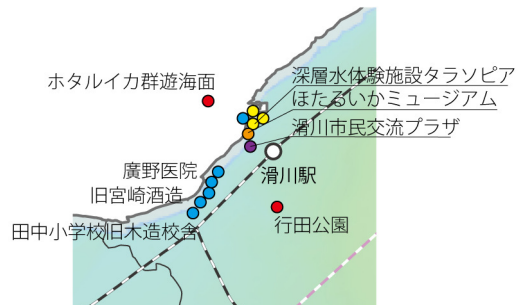 深層水体験施設タラソピア
ホタルイカ群遊海面
ほたるいかミュージアム
滑川市民交流プラザ
廣野医院
滑川駅
旧宮崎酒造
行田公園
田中小学校旧木造校舎